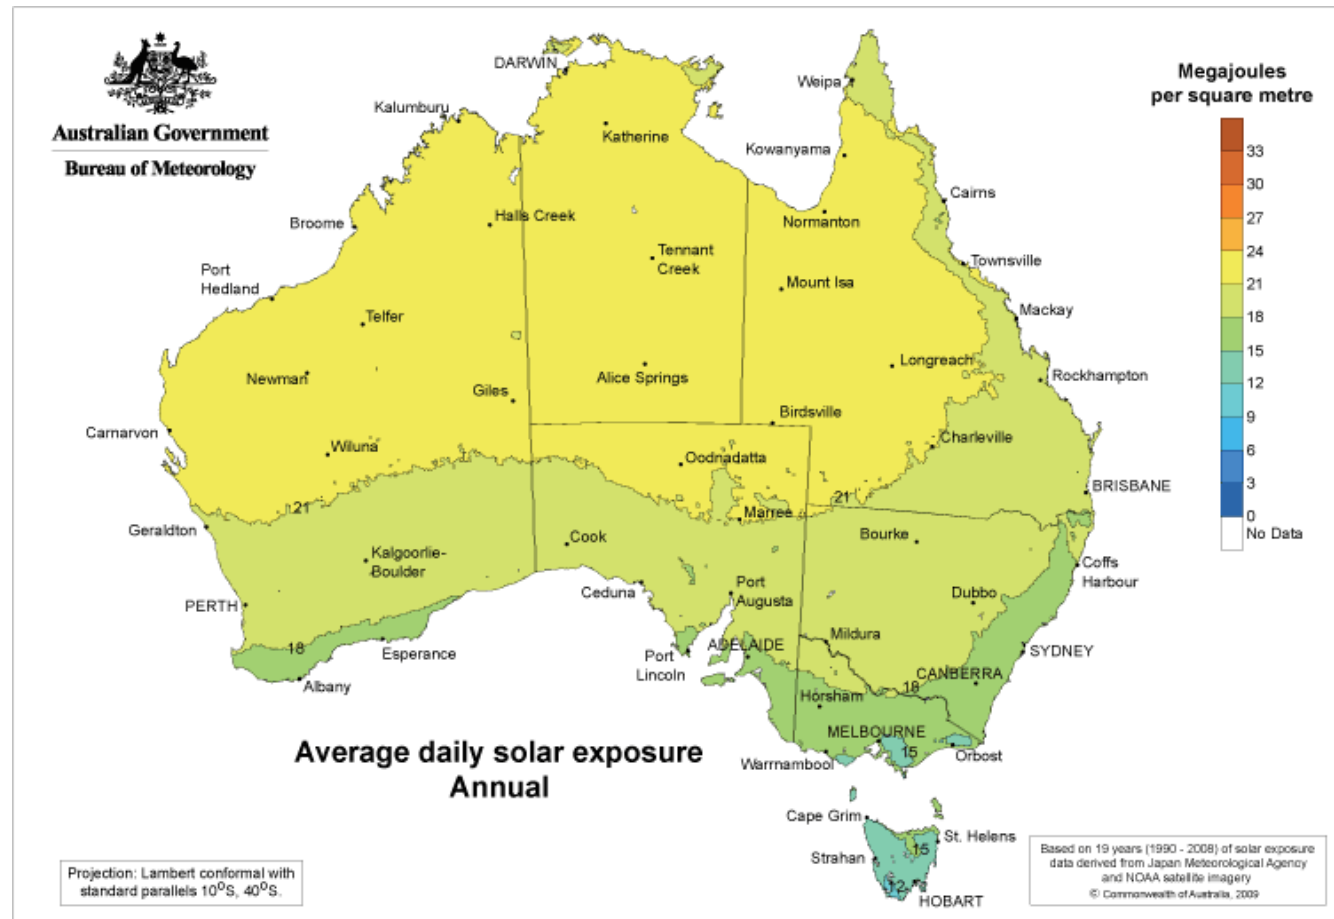 Australian Government
Bureau of Meteorology
DARWIN
Weipa
Kalumburu
Katherine
Kowanyama
Cairns
Halls Creek
Broome
Normanton
Tennant
Creek
Townsville
Port
Hedland
Mount Isa
Mackay
Telfer
Longreach
Newman
Alice Springs
Rockhampton
Giles
Birdsville
Carnarvon
Charleville
Wiluna
Oodnadatta
BRISBANE
21
21
Marree
Geraldton
Cook
Bourke
Kalgoorlie-
Boulder
Coffs
Harbour
Ceduna
Port
Augusta
Dubbo
PERTH
Mildura
ADELAIDE
18
Esperance
SYDNEY
Port
Lincoln
CANBERRA
18
Albany
Horsham
MELBOURNE
15
Orbost
Warrnambool
Cape Grim
St. Helens
15
Strahan
12
HOBART
Megajoules
per square metre
33
30
27
24
21
18
15
12
9
6
3
0
No Data
Average daily solar exposure
Annual
Projection: Lambert conformal with
standard parallels 10°S, 40°S.
Based on 19 years (1990 - 2008) of solar exposure
data derived from Japan Meteorological Agency
and NOAA satellite imagery
© Commonwealth of Australia, 2009